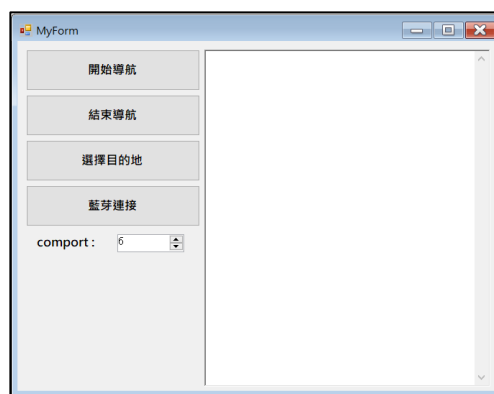 MyForm
開始導航
結束導航
選擇目的地
藍芽連接
comport : 6